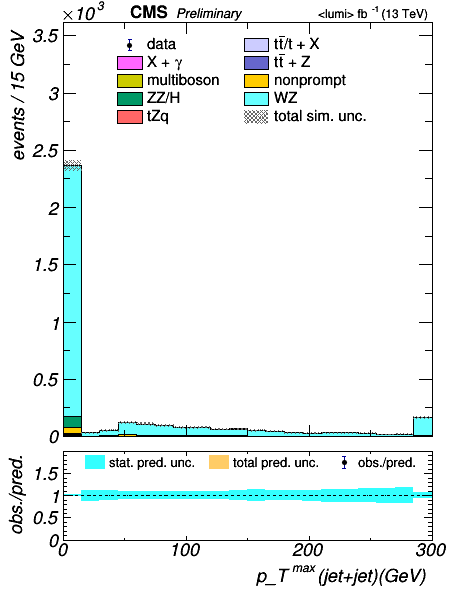 ×10³ CMS Preliminary <lumi> fb ⁻¹ (13 TeV)
events / 15 GeV
data
tt̅/t + X
X + γ
tt̅ + Z
multiboson
nonprompt
ZZ/H
WZ
tZq
total sim. unc.
3.5
3
2.5
2
1.5
1
0.5
0
obs./pred.
stat. pred. unc. total pred. unc. obs./pred.
1.5
1
0.5
0
0 100 200 300
p_T^max (jet+jet)(GeV)